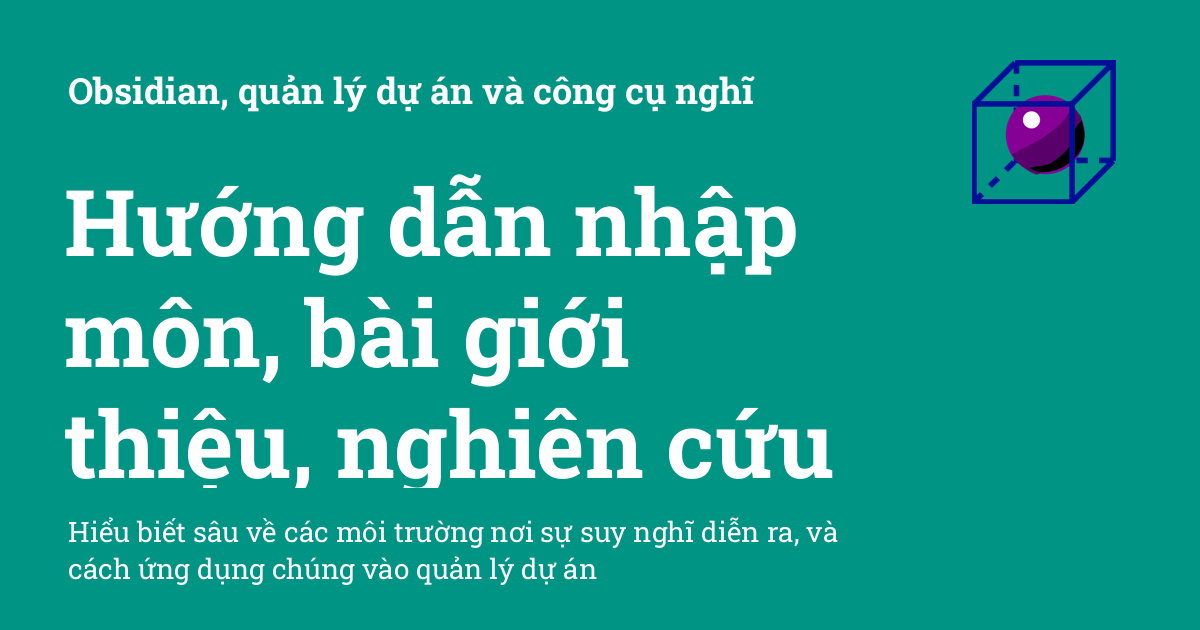 Obsidian, quản lý dự án và công cụ nghĩ
Hướng dẫn nhập
môn, bài giới
thiệu, nghiên cứu
Hiểu biết sâu về các môi trường nơi sự suy nghĩ diễn ra, và
cách ứng dụng chúng vào quản lý dự án